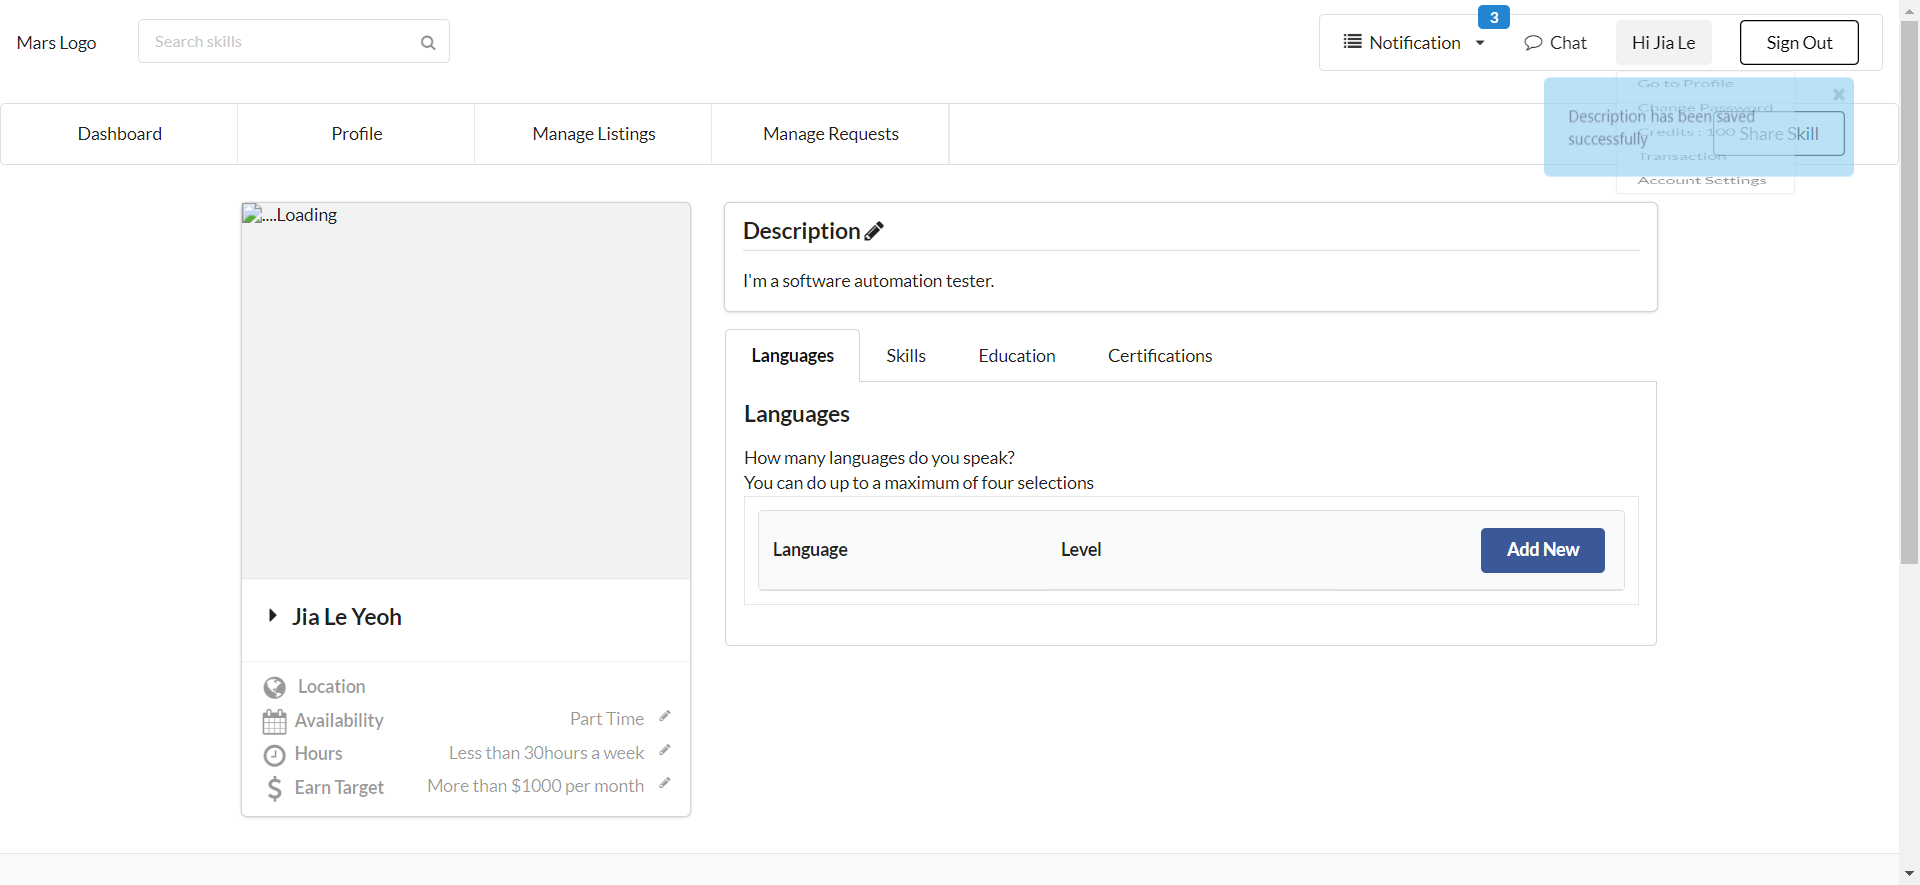 Mars Logo
Search skills
3
Notification
Chat
Hi Jia Le
Sign Out
Go to Profile
Change Password
Credits : 100
Transaction
Account Settings
Description has been saved
successfully
Dashboard
Profile
Manage Listings
Manage Requests
Share Skill
....Loading
Jia Le Yeoh
Location
Availability
Part Time
Hours
Less than 30hours a week
Earn Target
More than $1000 per month
Description
I'm a software automation tester.
Languages
Skills
Education
Certifications
Languages
How many languages do you speak?
You can do up to a maximum of four selections
Language
Level
Add New